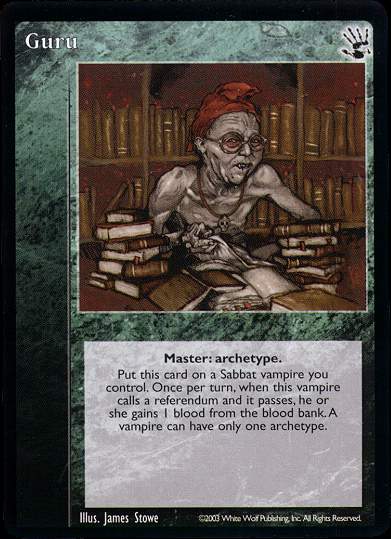 Guru
Master: archetype.
Put this card on a Sabbat vampire you
control. Once per turn, when this vampire
calls a referendum and it passes, he or
she gains 1 blood from the blood bank. A
vampire can have only one archetype.
Illus. James Stowe
©2003 White Wolf Publishing, Inc. All Rights Reserved.